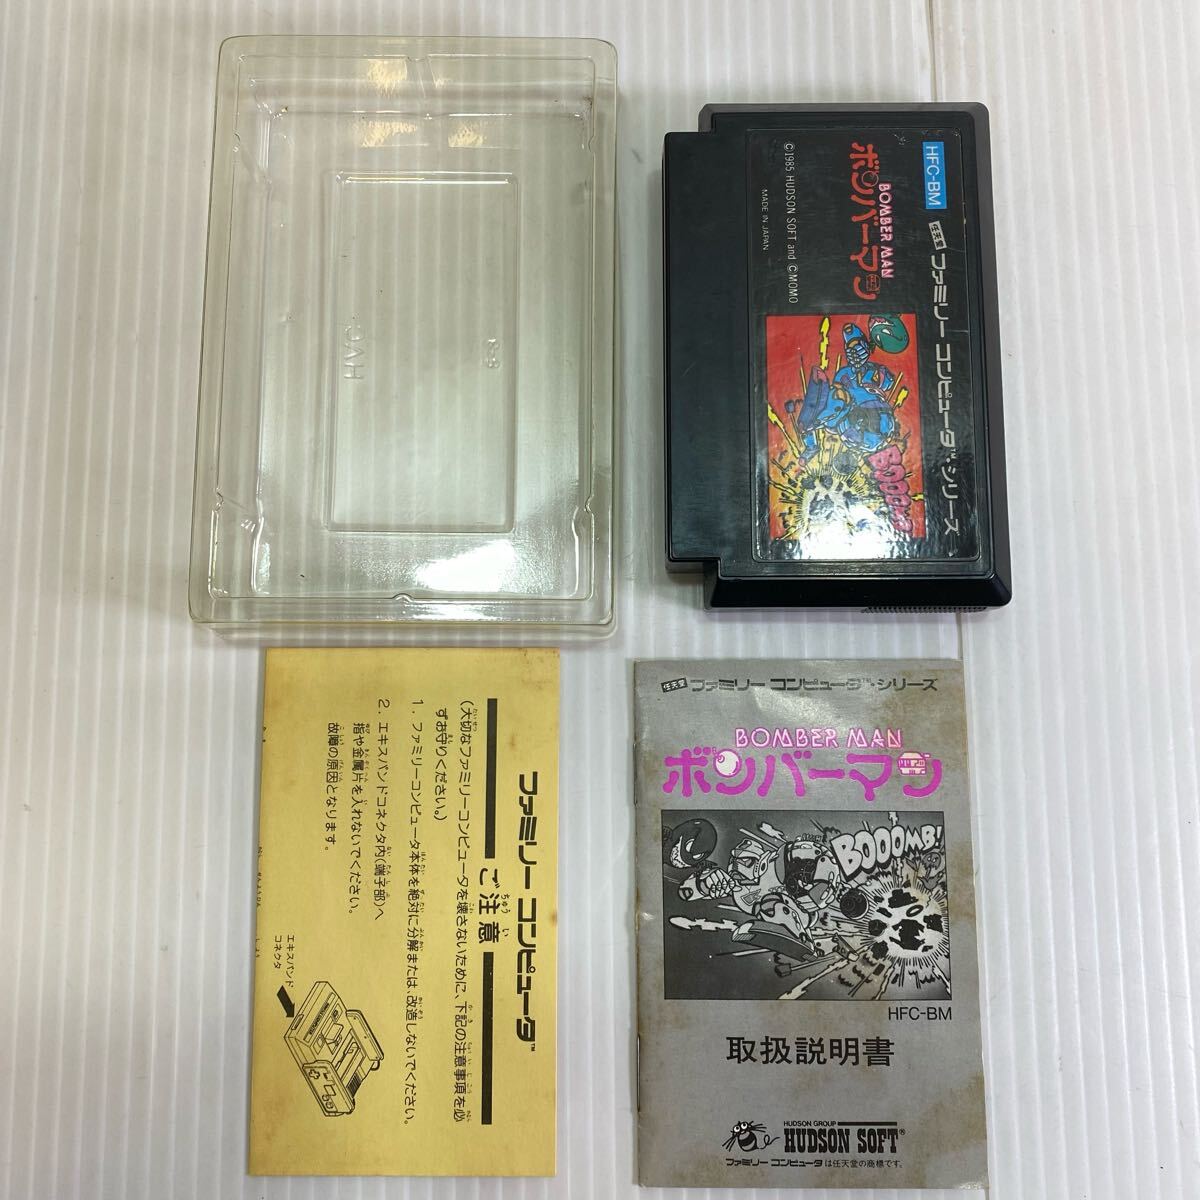 HVC
HFC-BM
任天堂 ファミリー コンピュータ™・シリーズ
BOMBER MAN
ボンバーマン
©1985 HUDSON SOFT and ©MOMO
MADE IN JAPAN
BOOOMB!
ファミリー コンピュータ™
ご注意
ちゅう い
(大切なファミリーコンピュータを壊さないために、下記の注意事項を必
ずお守りください。)
1. ファミリーコンピュータ本体を絶対に分解または、改造しないでください。
2. エキスパンドコネクタ内(端子部)へ
指や金属片を入れないでください。
故障の原因となります。
エキスパンド
コネクタ
任天堂 ファミリー コンピュータ™・シリーズ
BOMBER MAN
ボンバーマン
BOOOMB!
HFC-BM
取扱説明書
HUDSON GROUP
HUDSON SOFT®
ファミリー コンピュータは任天堂の商標です。